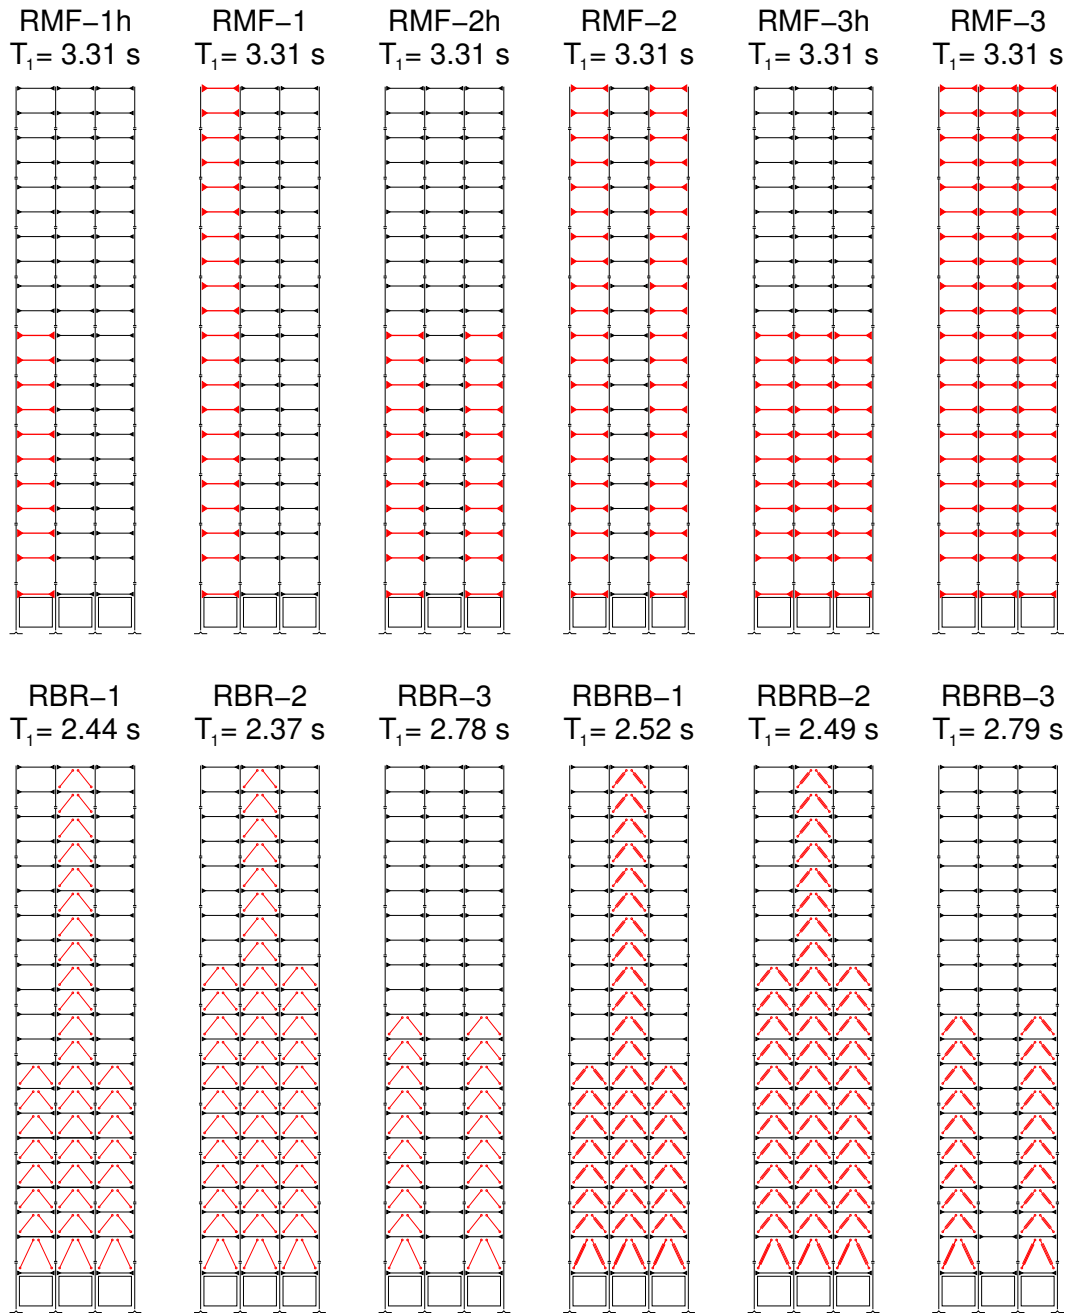 RMF−1h
T₁= 3.31 s
RMF−1
T₁= 3.31 s
RMF−2h
T₁= 3.31 s
RMF−2
T₁= 3.31 s
RMF−3h
T₁= 3.31 s
RMF−3
T₁= 3.31 s
RBR−1
T₁= 2.44 s
RBR−2
T₁= 2.37 s
RBR−3
T₁= 2.78 s
RBRB−1
T₁= 2.52 s
RBRB−2
T₁= 2.49 s
RBRB−3
T₁= 2.79 s